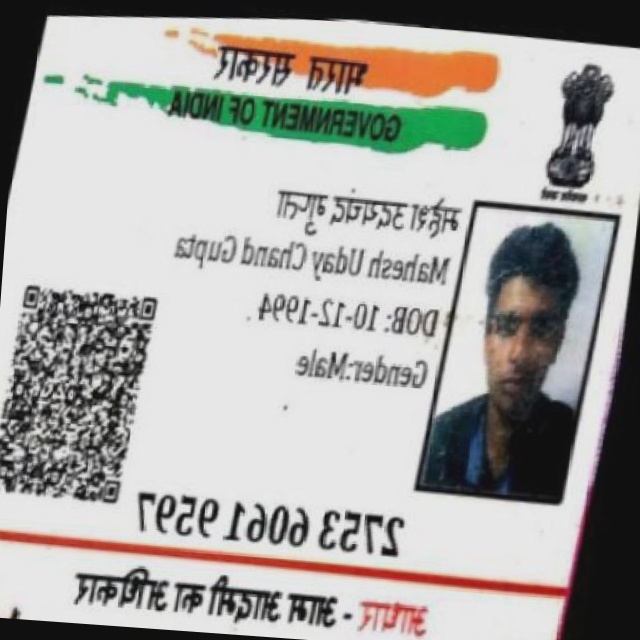 भारत सरकार
GOVERNMENT OF INDIA
महेश उदयचंद गुप्ता
Mahesh Uday Chand Gupta
DOB: 10-12-1994
Gender:Male
2753 6061 9597
आधार - आम आदमी का अधिकार